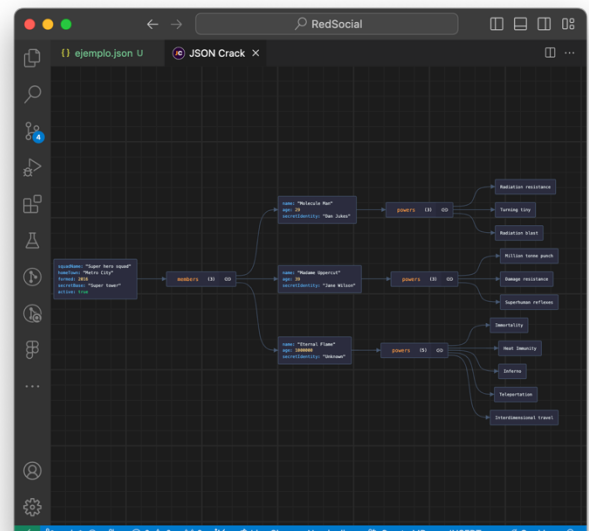 RedSocial
{} ejemplo.json U
JC JSON Crack
4
squadName: "Super hero squad"
homeTown: "Metro City"
formed: 2016
secretBase: "Super tower"
active: true
members (3)
name: "Molecule Man"
age: 29
secretIdentity: "Dan Jukes"
powers (3)
Radiation resistance
Turning tiny
Radiation blast
name: "Madame Uppercut"
age: 39
secretIdentity: "Jane Wilson"
powers (3)
Million tonne punch
Damage resistance
Superhuman reflexes
name: "Eternal Flame"
age: 1000000
secretIdentity: "Unknown"
powers (5)
Immortality
Heat Immunity
Inferno
Teleportation
Interdimensional travel